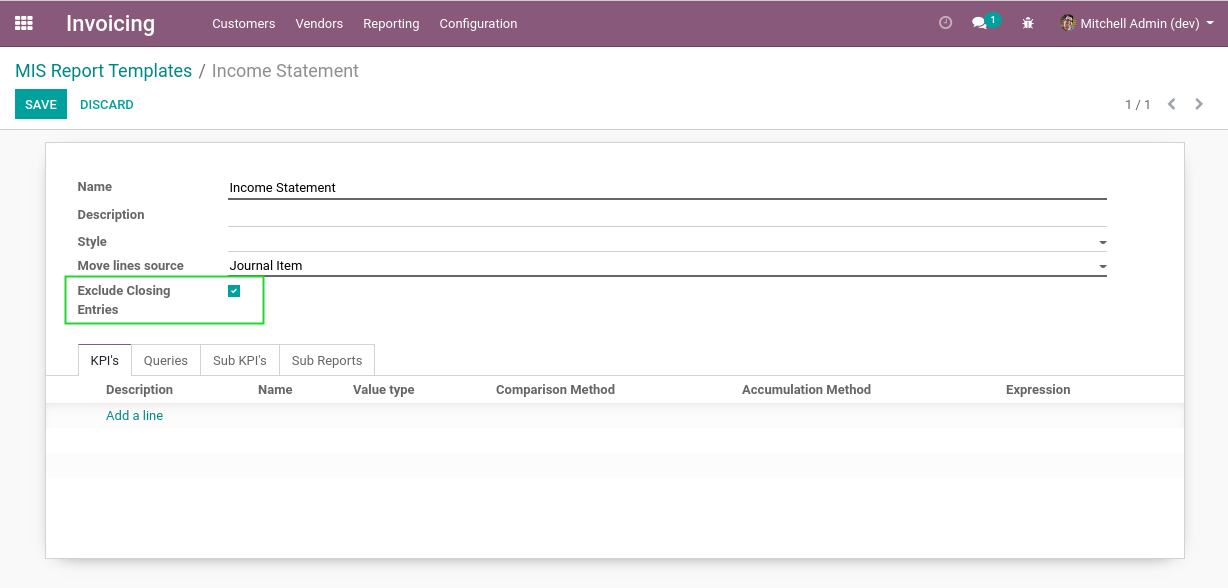 Invoicing Customers Vendors Reporting Configuration 1 Mitchell Admin (dev)
MIS Report Templates / Income Statement
SAVE DISCARD 1 / 1
Name Income Statement
Description
Style
Move lines source Journal Item
Exclude Closing
Entries
KPI's Queries Sub KPI's Sub Reports
Description Name Value type Comparison Method Accumulation Method Expression
Add a line